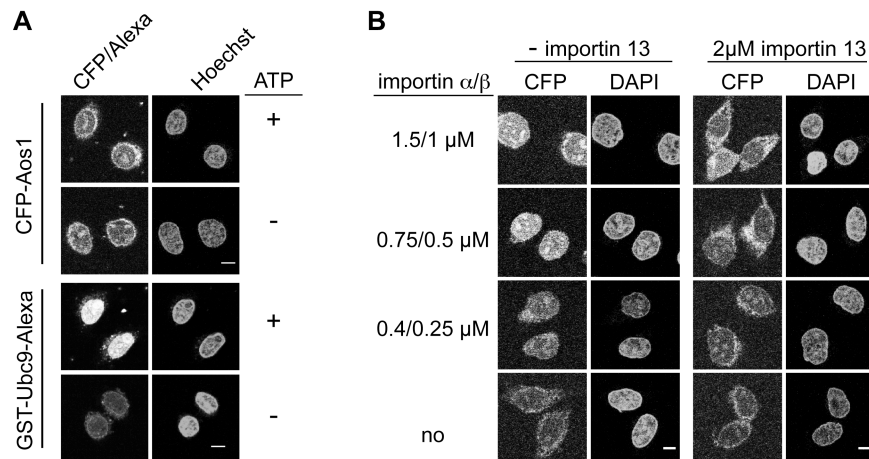 A
CFP/Alexa
Hoechst
ATP
CFP-Aos1
+
-
GST-Ubc9-Alexa
+
-
B
- importin 13
2µM importin 13
importin α/β
CFP
DAPI
CFP
DAPI
1.5/1 µM
0.75/0.5 µM
0.4/0.25 µM
no